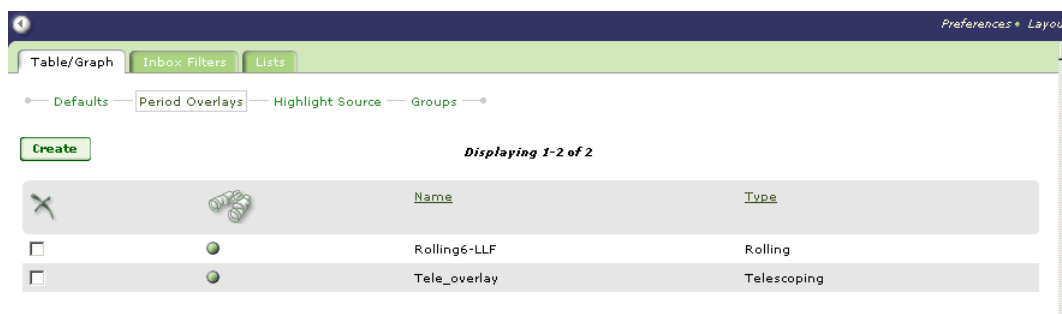 Preferences • Layou
Table/Graph Inbox Filters Lists
Defaults Period Overlays Highlight Source Groups
Create Displaying 1-2 of 2
Name Type
Rolling6-LLF Rolling
Tele_overlay Telescoping